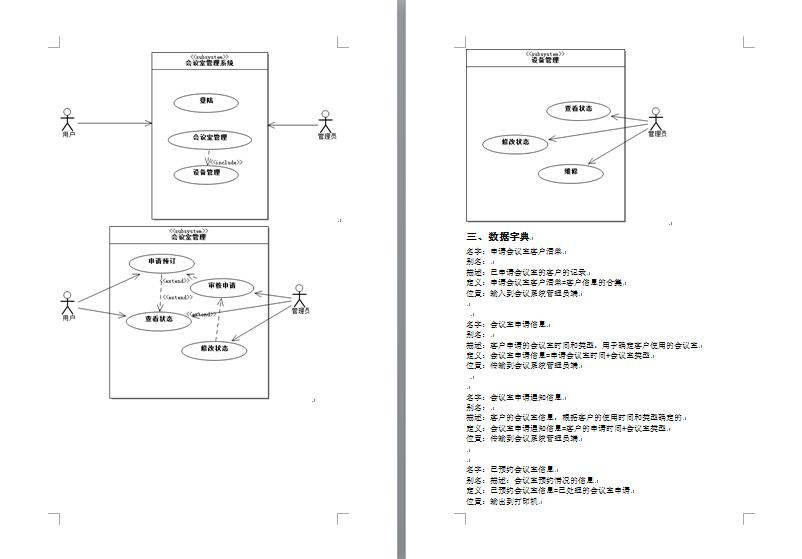 <<subsystem>>
会议室管理系统
登陆
会议室管理
<<include>>
设备管理
用户
管理员
<<subsystem>>
会议室管理
申请预订
<<extend>>
审核申请
<<extend>>
查看状态
<<extend>>
修改状态
用户
管理员
<<subsystem>>
设备管理
查看状态
修改状态
维修
管理员
三、数据字典
名字：申请会议室客户清单
别名：
描述：已申请会议室的客户的记录
定义：申请会议室客户清单=客户信息的合集
位置：输入到会议系统管理员端
名字：会议室申请信息
别名：
描述：客户申请的会议室时间和类型，用于确定客户使用的会议室
定义：会议室申请信息=申请会议室时间+会议室类型
位置：传输到会议系统管理员端
名字：会议室申请通知信息
别名：
描述：客户的会议室信息，根据客户的使用时间和类型确定的
定义：会议室申请通知信息=客户的申请时间+会议室类型
位置：传输到会议系统管理员端
名字：已预约会议室信息
别名：描述：会议室预约情况的信息
定义：已预约会议室信息=已处理的会议室申请
位置：输出到打印机